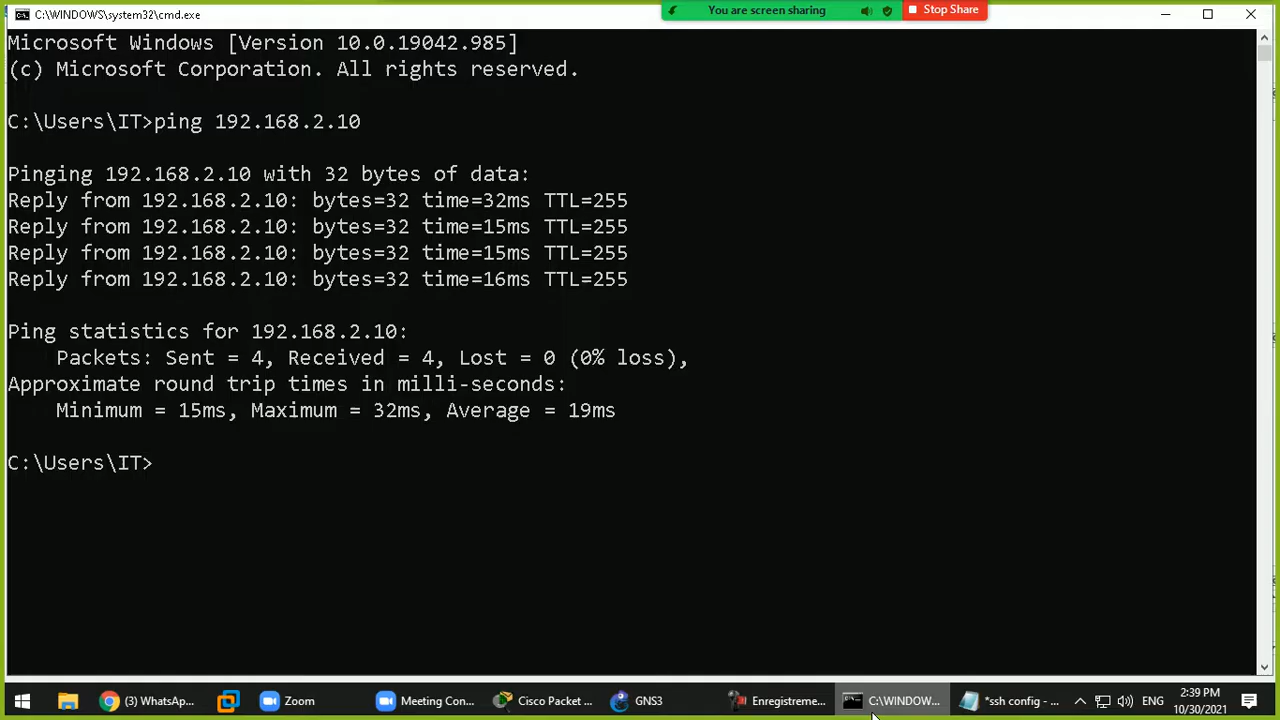 C:\WINDOWS\system32\cmd.exe
You are screen sharing
Stop Share
Microsoft Windows [Version 10.0.19042.985]
(c) Microsoft Corporation. All rights reserved.
C:\Users\IT>ping 192.168.2.10
Pinging 192.168.2.10 with 32 bytes of data:
Reply from 192.168.2.10: bytes=32 time=32ms TTL=255
Reply from 192.168.2.10: bytes=32 time=15ms TTL=255
Reply from 192.168.2.10: bytes=32 time=15ms TTL=255
Reply from 192.168.2.10: bytes=32 time=16ms TTL=255
Ping statistics for 192.168.2.10:
Packets: Sent = 4, Received = 4, Lost = 0 (0% loss),
Approximate round trip times in milli-seconds:
Minimum = 15ms, Maximum = 32ms, Average = 19ms
C:\Users\IT>
(3) WhatsAp...
Zoom
Meeting Con...
Cisco Packet ...
GNS3
Enregistreme...
C:\WINDOW...
*ssh config - ...
ENG
2:39 PM
10/30/2021